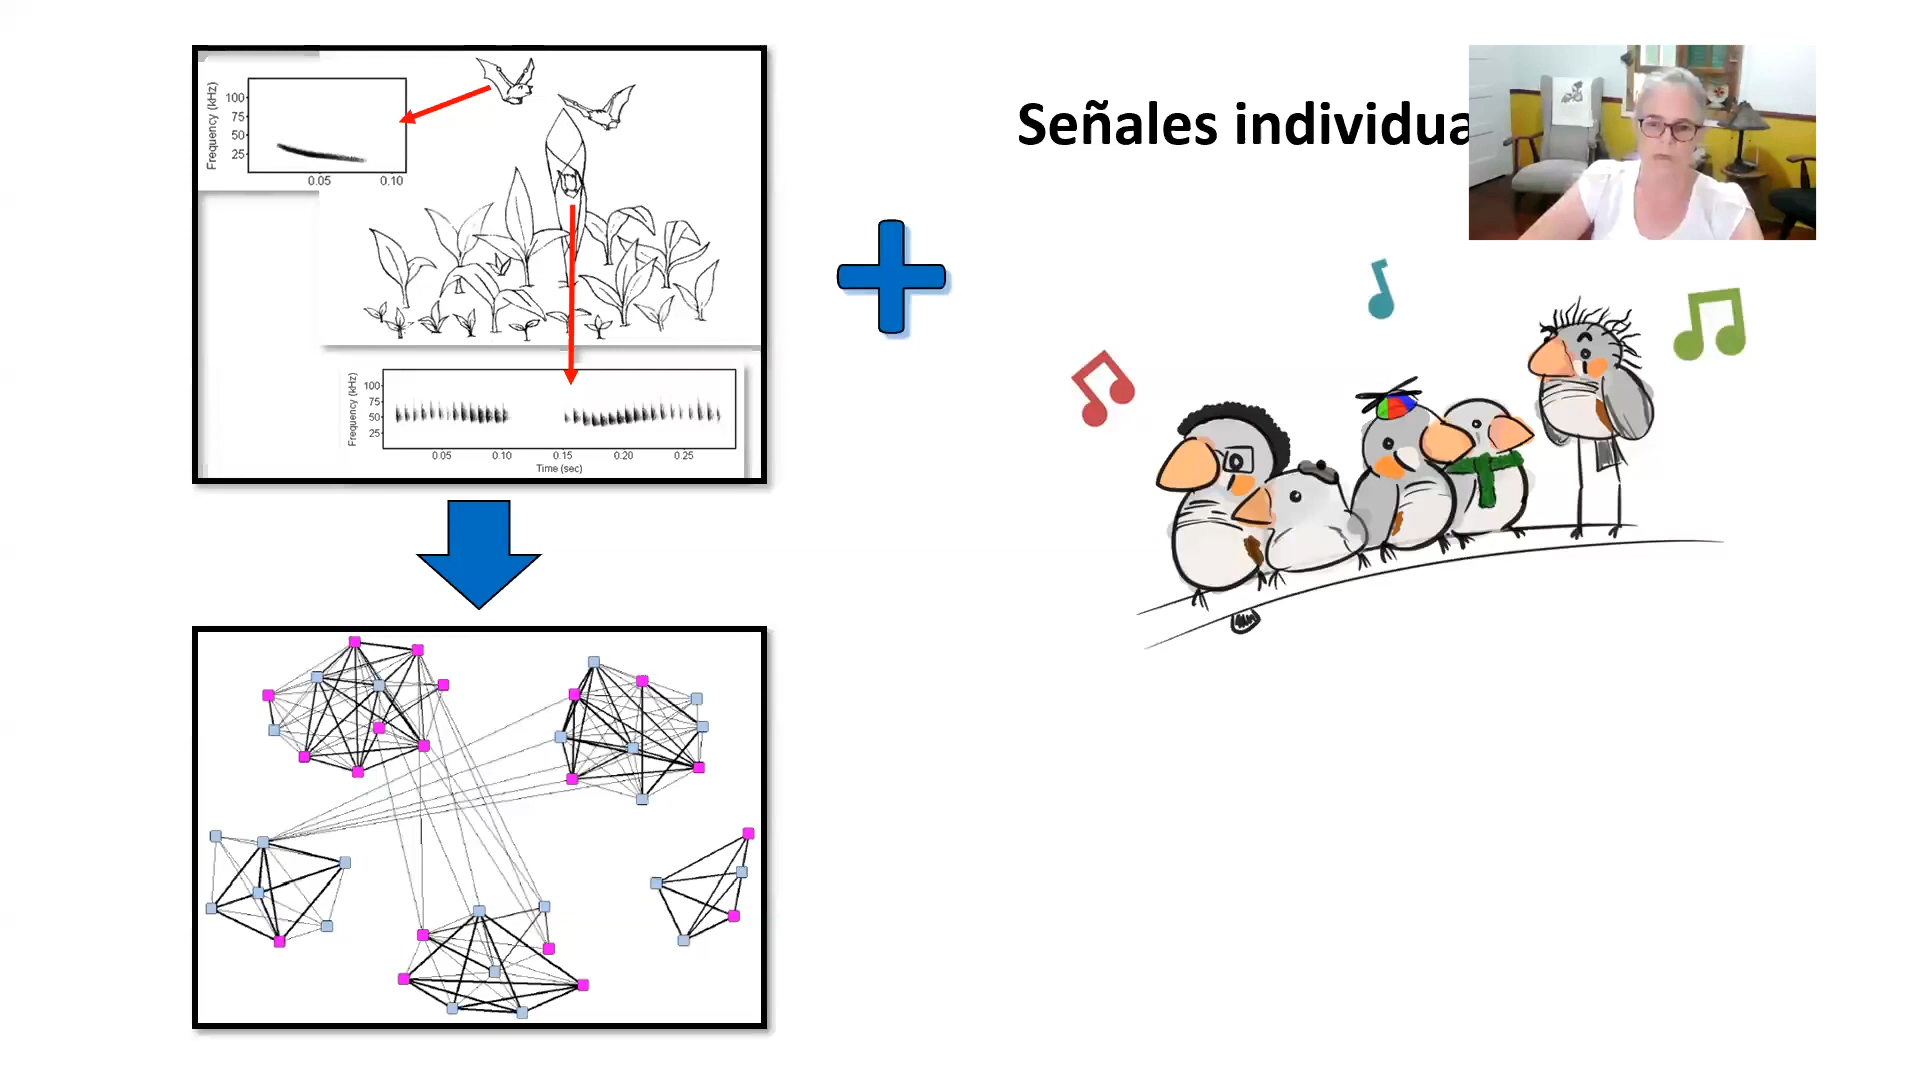 Señales individua
Frequency (kHz)
100
75
50
25
0.05 0.10
Frequency (kHz)
100
75
50
25
0.05 0.10 0.15 0.20 0.25
Time (sec)